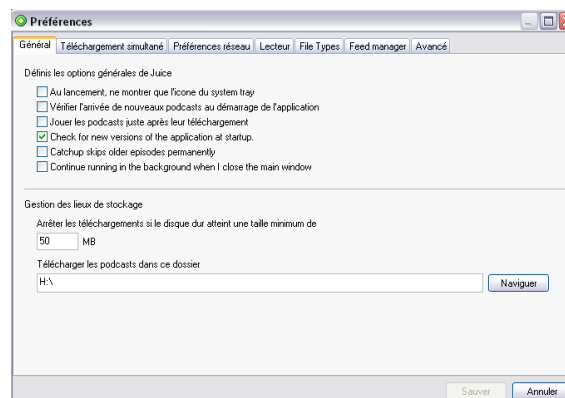 Préférences
Général Téléchargement simultané Préférences réseau Lecteur File Types Feed manager Avancé
Définis les options générales de Juice
Au lancement, ne montrer que l'icone du system tray
Vérifier l'arrivée de nouveaux podcasts au démarrage de l'application
Jouer les podcasts juste après leur téléchargement
Check for new versions of the application at startup.
Catchup skips older episodes permanently
Continue running in the background when I close the main window
Gestion des lieux de stockage
Arrêter les téléchargements si le disque dur atteint une taille minimum de
50 MB
Télécharger les podcasts dans ce dossier
H:\ Naviguer
Sauver Annuler